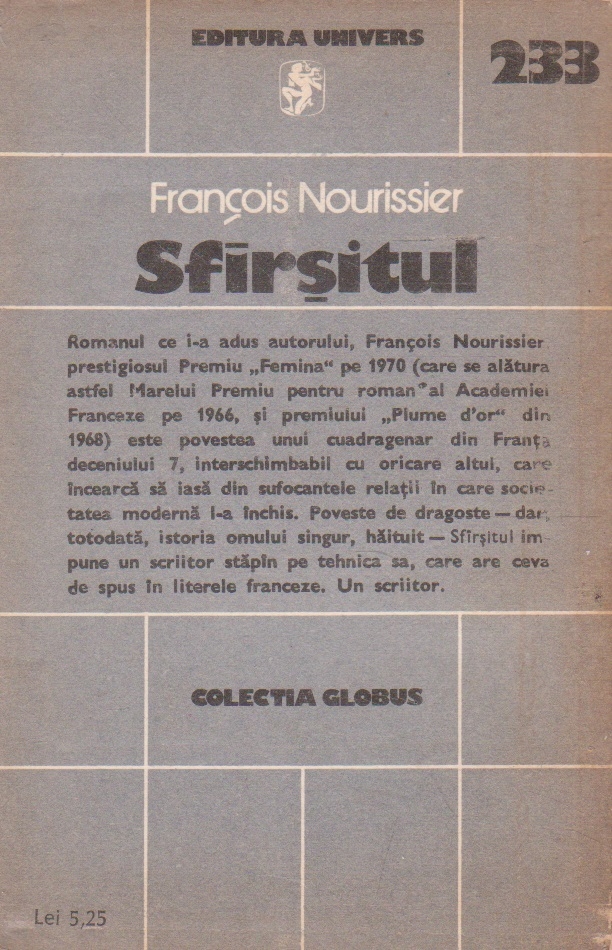 EDITURA UNIVERS
233
François Nourissier
Sfîrşitul
Romanul ce i-a adus autorului, François Nourissier
prestigiosul Premiu „Femina“ pe 1970 (care se alătura
astfel Marelui Premiu pentru roman al Academiei
Franceze pe 1966, şi premiului „Plume d'or“ din
1968) este povestea unui cuadragenar din Franţa
deceniului 7, interschimbabil cu oricare altul, care
încearcă să iasă din sufocantele relaţii în care socie-
tatea modernă l-a închis. Poveste de dragoste — dar,
totodată, istoria omului singur, hăituit — Sfîrşitul im-
pune un scriitor stăpîn pe tehnica sa, care are ceva
de spus în literele franceze. Un scriitor.
COLECTIA GLOBUS
Lei 5,25